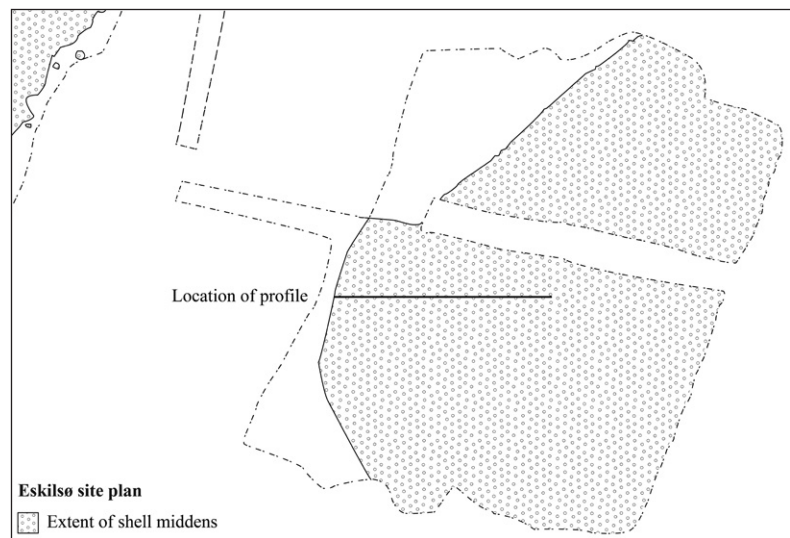 Location of profile
Eskilsø site plan
Extent of shell middens